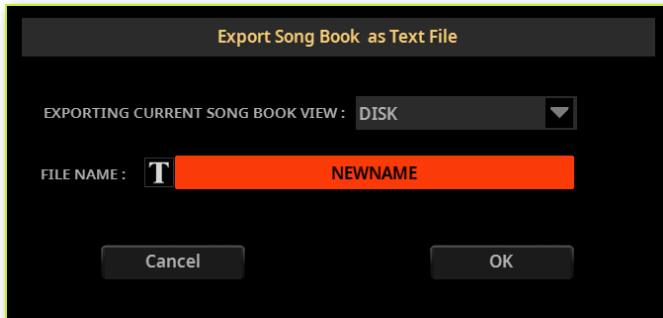 Export Song Book as Text File
EXPORTING CURRENT SONG BOOK VIEW : DISK
FILE NAME : T NEWNAME
Cancel OK